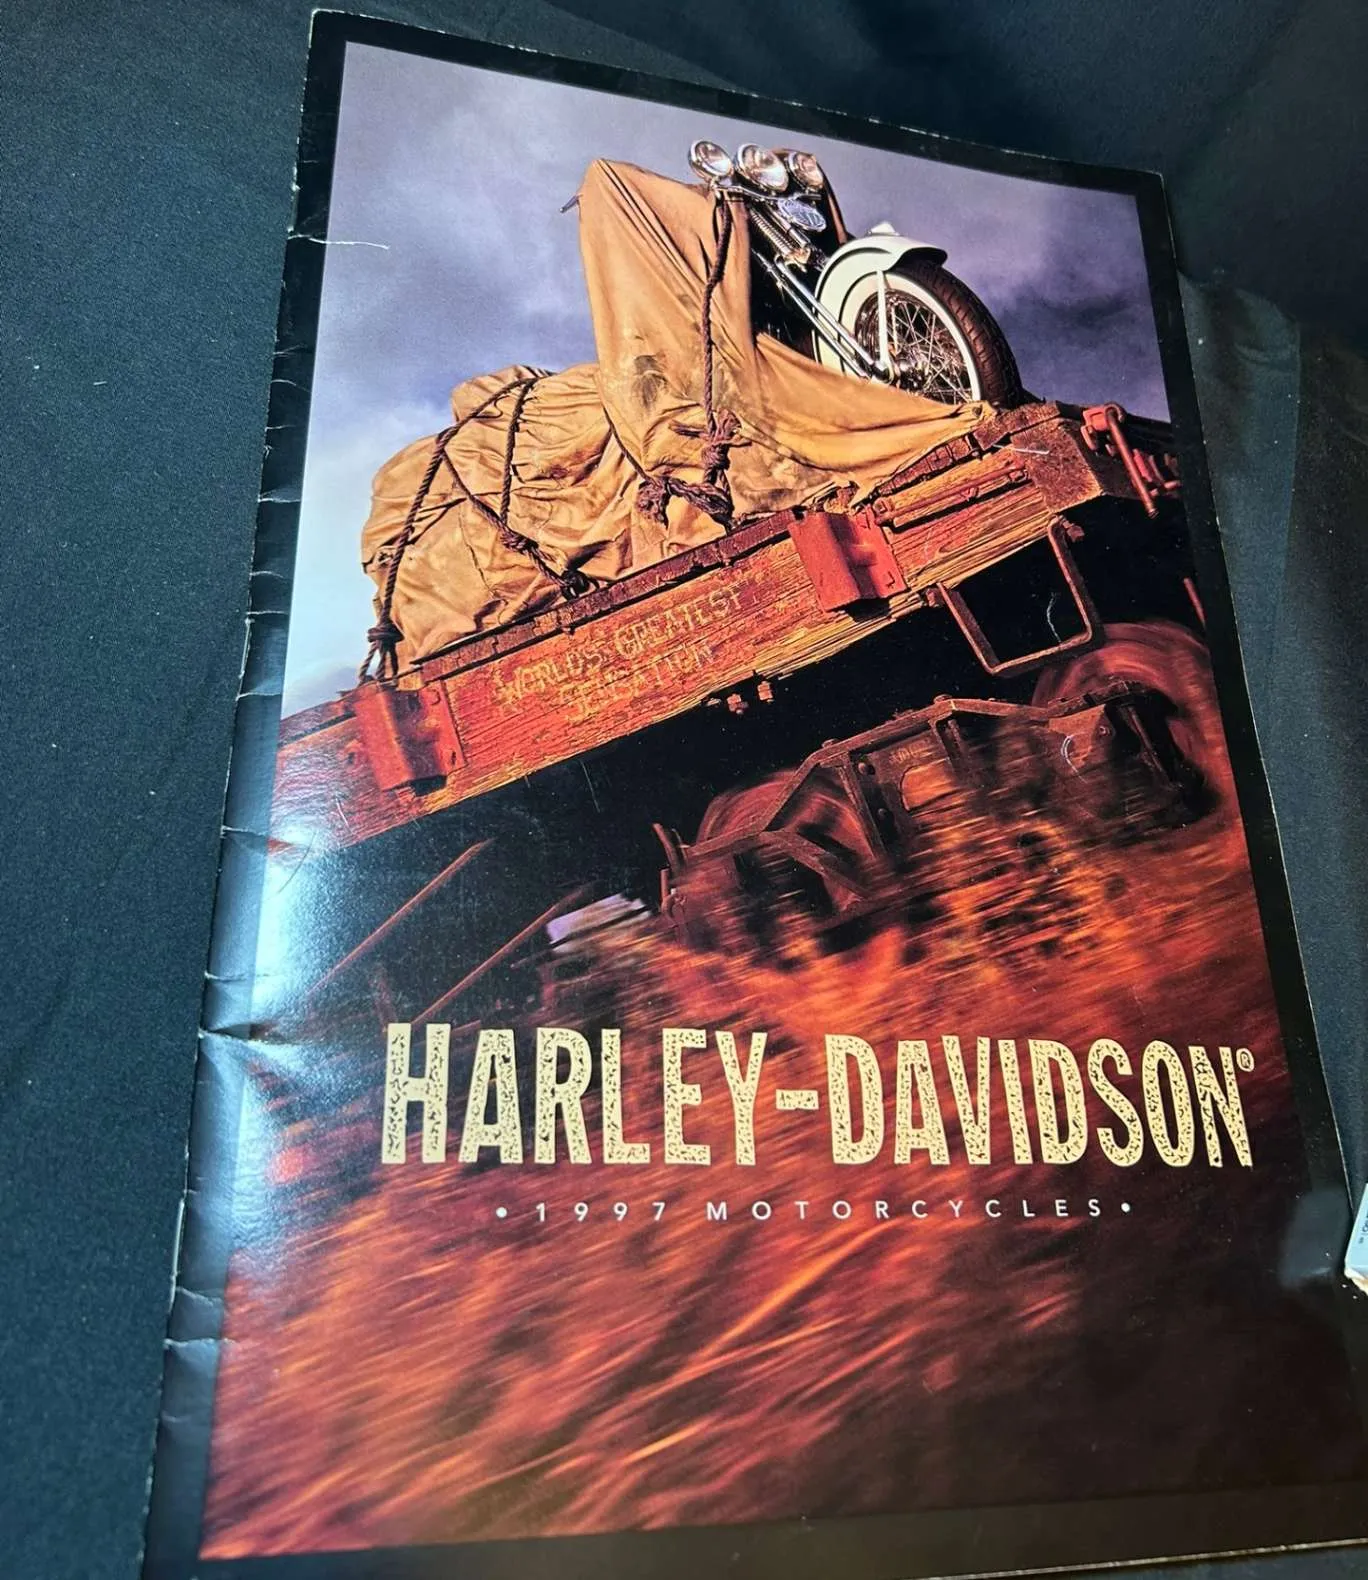 WORLD'S GREATEST
SENSATION
HARLEY-DAVIDSON®
• 1997 MOTORCYCLES •